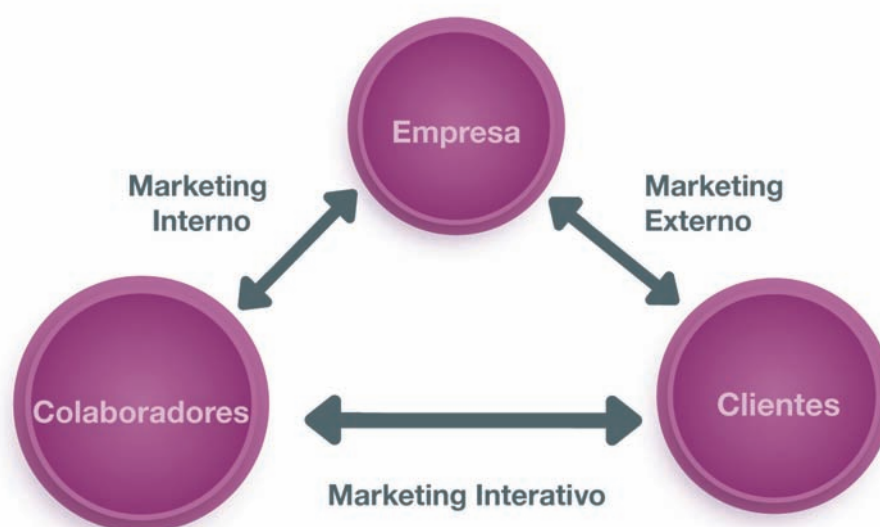 Empresa
Marketing
Interno
Marketing
Externo
Colaboradores
Clientes
Marketing Interativo